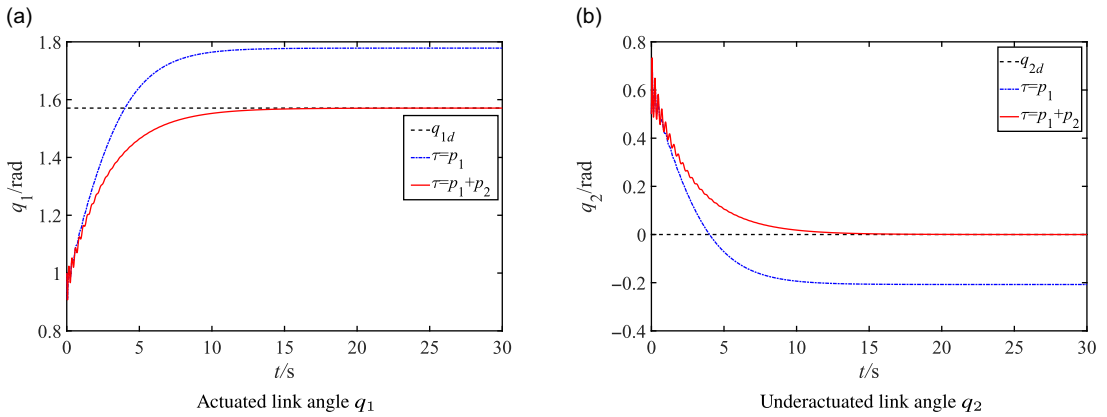 (a)
1.8
1.6
1.4
1.2
1
0.8
q1/rad
0 5 10 15 20 25 30
t/s
q1d
τ=p1
τ=p1+p2
Actuated link angle q1
(b)
0.8
0.6
0.4
0.2
0
−0.2
−0.4
q2/rad
0 5 10 15 20 25 30
t/s
q2d
τ=p1
τ=p1+p2
Underactuated link angle q2